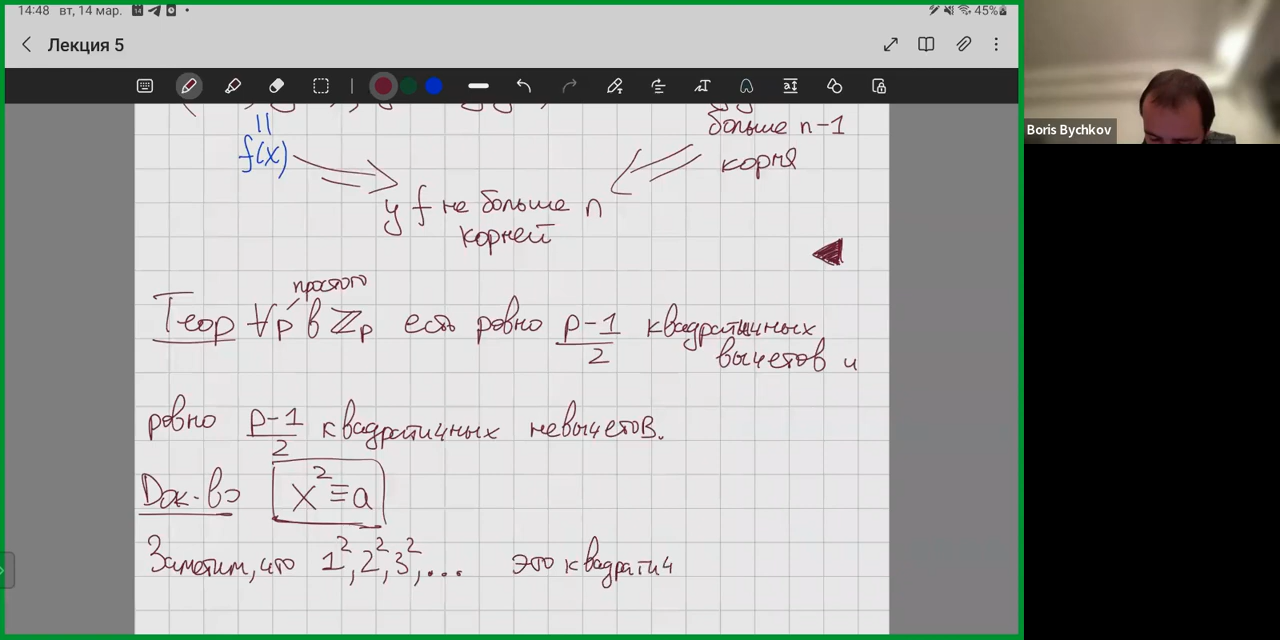 14:48 вт, 14 мар.
45%
Лекция 5
Boris Bychkov
больше n-1
корня
||
f(x)
у f не больше n
корней
простого
Теор ∀p в ℤp есть ровно (p-1)/2 квадратичных
вычетов и
ровно (p-1)/2 квадратичных невычетов.
Док-во x² ≡ a
Заметим, что 1², 2², 3², ... это квадратич